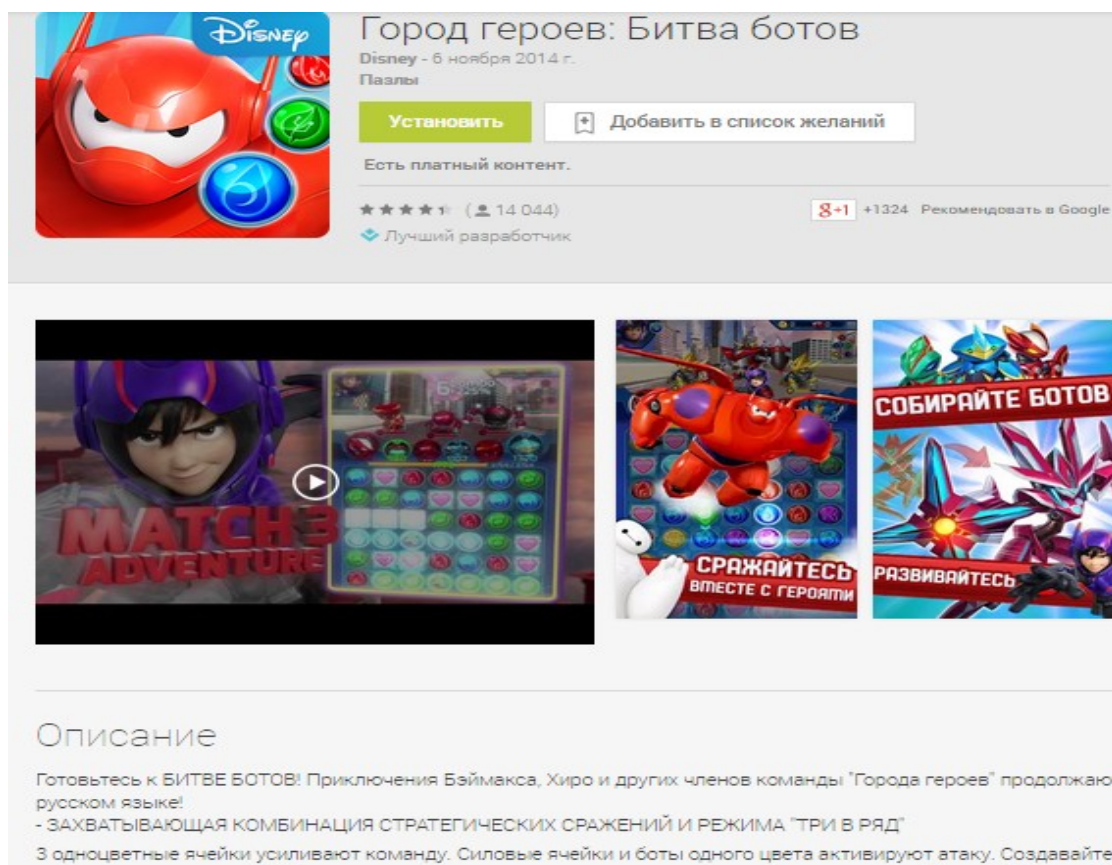 Disney
Город героев: Битва ботов
Disney - 6 ноября 2014 г.
Пазлы
Установить
Добавить в список желаний
Есть платный контент.
(14 044)
g+1 +1324 Рекомендовать в Google
Лучший разработчик
MATCH 3
ADVENTURE
СРАЖАЙТЕСЬ
ВМЕСТЕ С ГЕРОЯМИ
СОБИРАЙТЕ БОТОВ
РАЗВИВАЙТЕСЬ
Описание
Готовьтесь к БИТВЕ БОТОВ! Приключения Бэймакса, Хиро и других членов команды "Города героев" продолжаю
русском языке!
- ЗАХВАТЫВАЮЩАЯ КОМБИНАЦИЯ СТРАТЕГИЧЕСКИХ СРАЖЕНИЙ И РЕЖИМА "ТРИ В РЯД"
3 одноцветные ячейки усиливают команду. Силовые ячейки и боты одного цвета активируют атаку. Создавайте